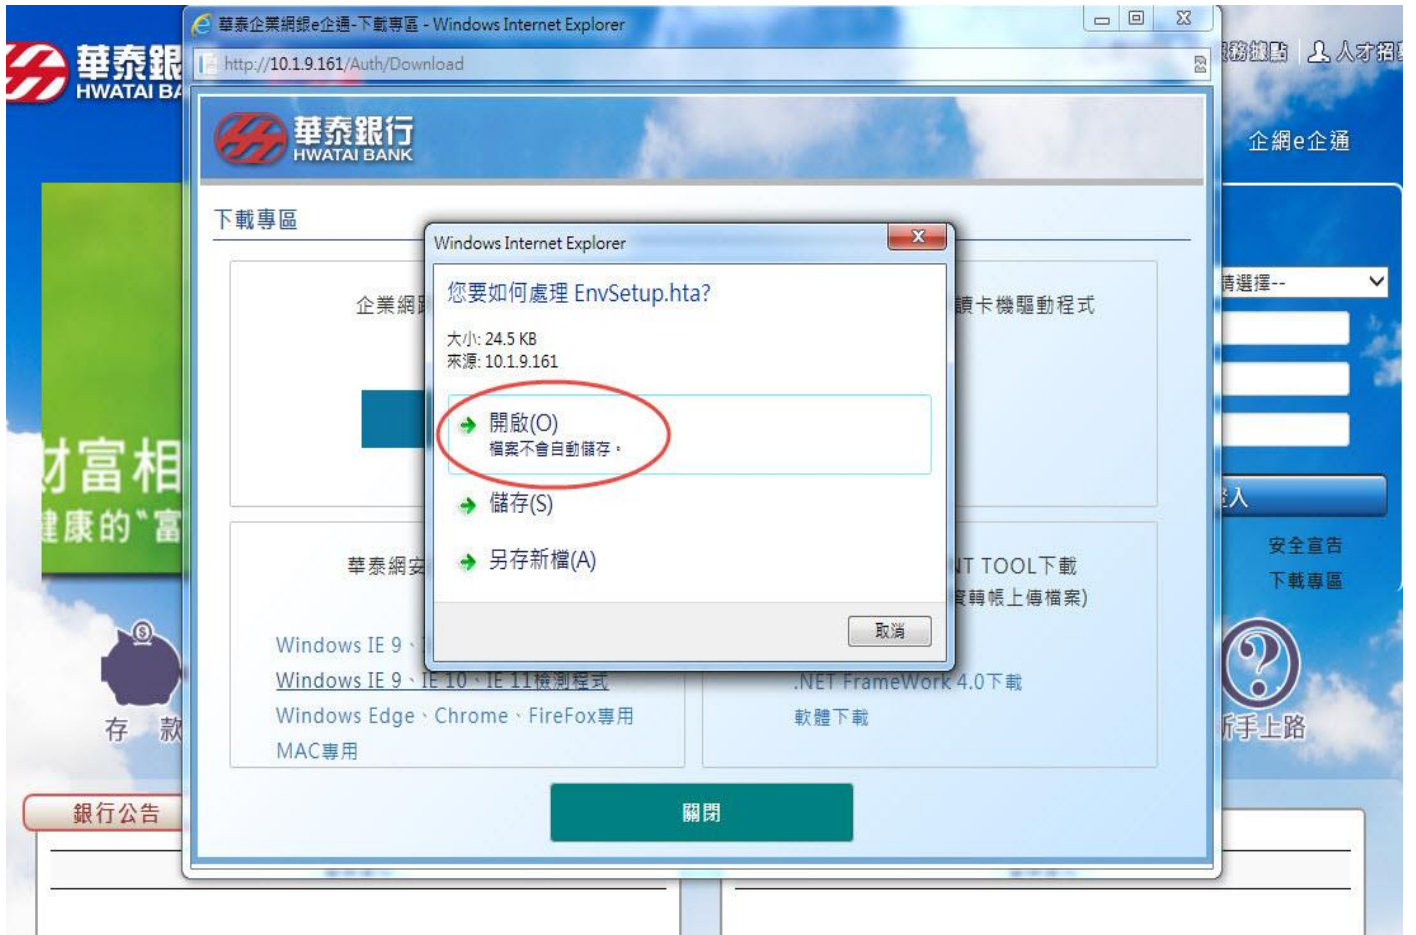 華泰企業網銀e企通-下載專區 - Windows Internet Explorer
http://10.1.9.161/Auth/Download
華泰銀
HWATAI BA
人才招
企網e企通
華泰銀行
HWATAI BANK
下載專區
Windows Internet Explorer
您要如何處理 EnvSetup.hta?
大小: 24.5 KB
來源: 10.1.9.161
開啟(O)
檔案不會自動儲存。
儲存(S)
另存新檔(A)
取消
企業網
讀卡機驅動程式
請選擇--
財富相
健康的“富
登入
安全宣告
下載專區
華泰網安
NT TOOL下載
資轉帳上傳檔案)
Windows IE 9、
Windows IE 9、IE 10、IE 11檢測程式
Windows Edge、Chrome、FireFox專用
MAC專用
.NET FrameWork 4.0下載
軟體下載
存 款
新手上路
關閉
銀行公告